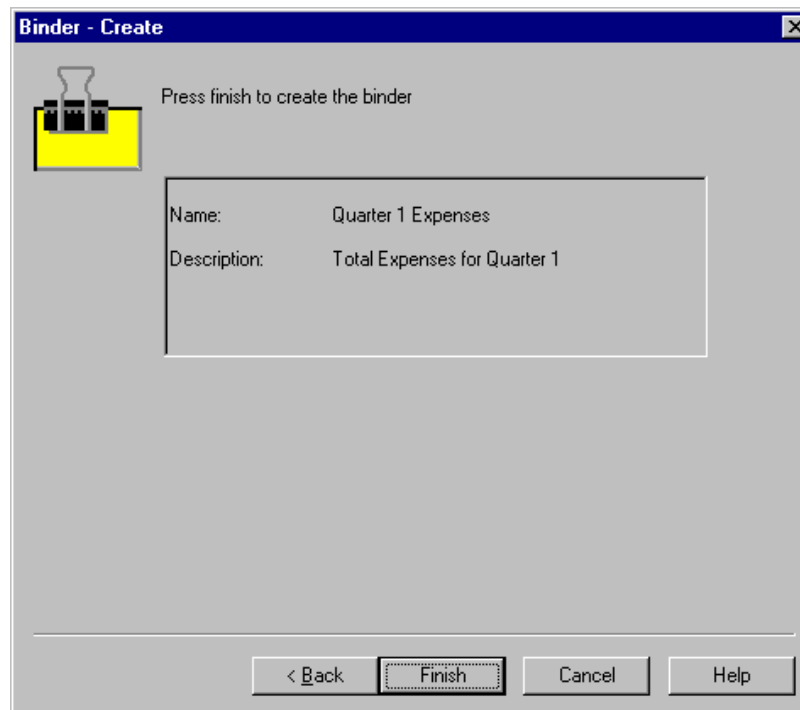 Binder - Create
Press finish to create the binder
Name: Quarter 1 Expenses
Description: Total Expenses for Quarter 1
< Back Finish Cancel Help